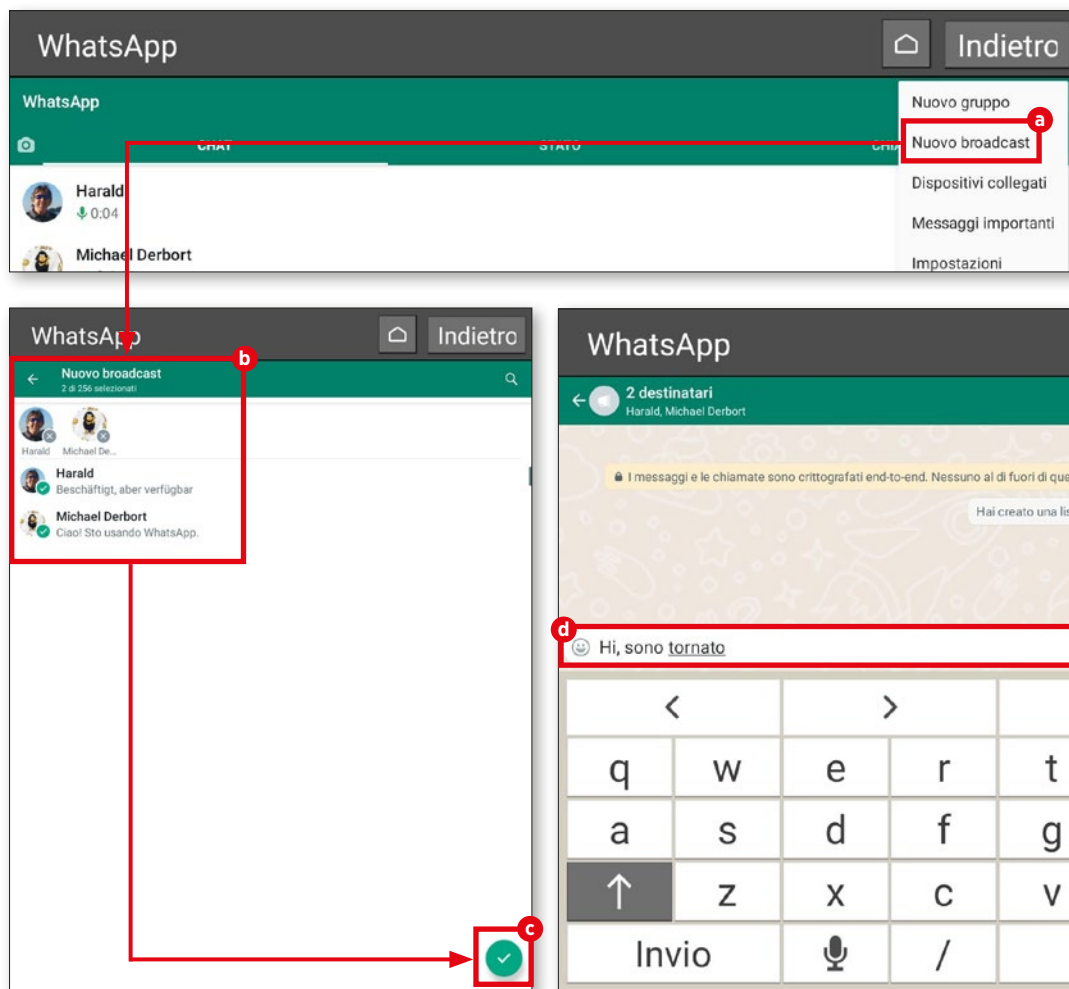 WhatsApp
Indietro
WhatsApp
CHAT
STATO
Nuovo gruppo
a
Nuovo broadcast
Dispositivi collegati
Messaggi importanti
Impostazioni
Harald
0:04
Michael Derbort
WhatsApp
Indietro
b
Nuovo broadcast
2 di 256 selezionati
Harald
Michael De...
Harald
Beschäftigt, aber verfügbar
Michael Derbort
Ciao! Sto usando WhatsApp.
c
WhatsApp
2 destinatari
Harald, Michael Derbort
I messaggi e le chiamate sono crittografati end-to-end. Nessuno al di fuori di que
Hai creato una lis
d
Hi, sono tornato
< >
q w e r t
a s d f g
z x c v
Invio /